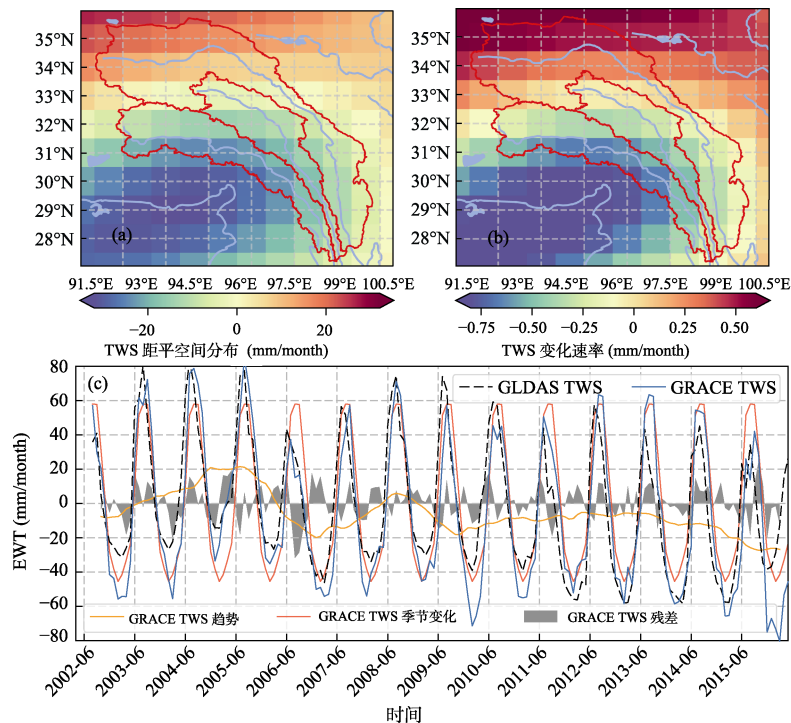 35°N
34°N
33°N
32°N
31°N
30°N
29°N
28°N
(a)
91.5°E 93°E 94.5°E 96°E 97.5°E 99°E 100.5°E
−20 0 20
TWS 距平空间分布 (mm/month)
35°N
34°N
33°N
32°N
31°N
30°N
29°N
28°N
(b)
91.5°E 93°E 94.5°E 96°E 97.5°E 99°E 100.5°E
−0.75 −0.50 −0.25 0 0.25 0.50
TWS 变化速率 (mm/month)
(c)
GLDAS TWS GRACE TWS
EWT (mm/month)
80
60
40
20
0
−20
−40
−60
−80
GRACE TWS 趋势 GRACE TWS 季节变化 GRACE TWS 残差
2002-06 2003-06 2004-06 2005-06 2006-06 2007-06 2008-06 2009-06 2010-06 2011-06 2012-06 2013-06 2014-06 2015-06
时间